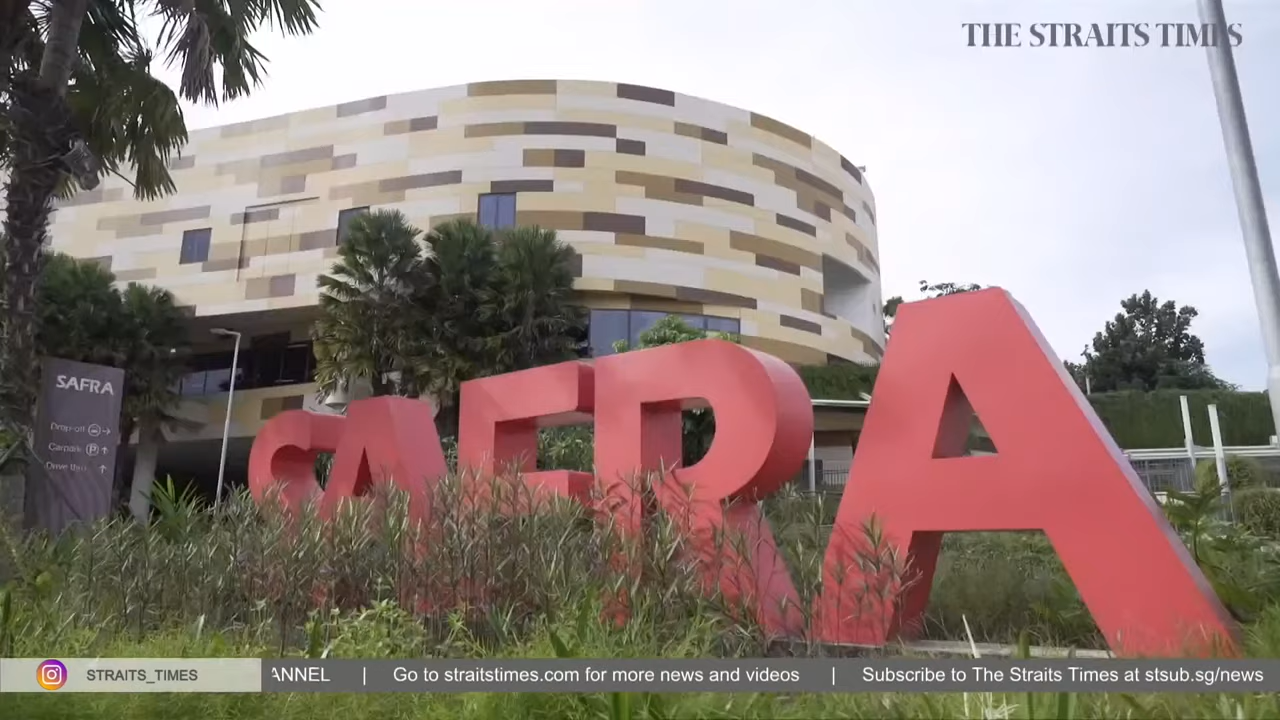 THE STRAITS TIMES
SAFRA
Drop-off
Carpark P
Drive thru
SAFRA
STRAITS_TIMES
ANNEL | Go to straitstimes.com for more news and videos | Subscribe to The Straits Times at stsub.sg/news